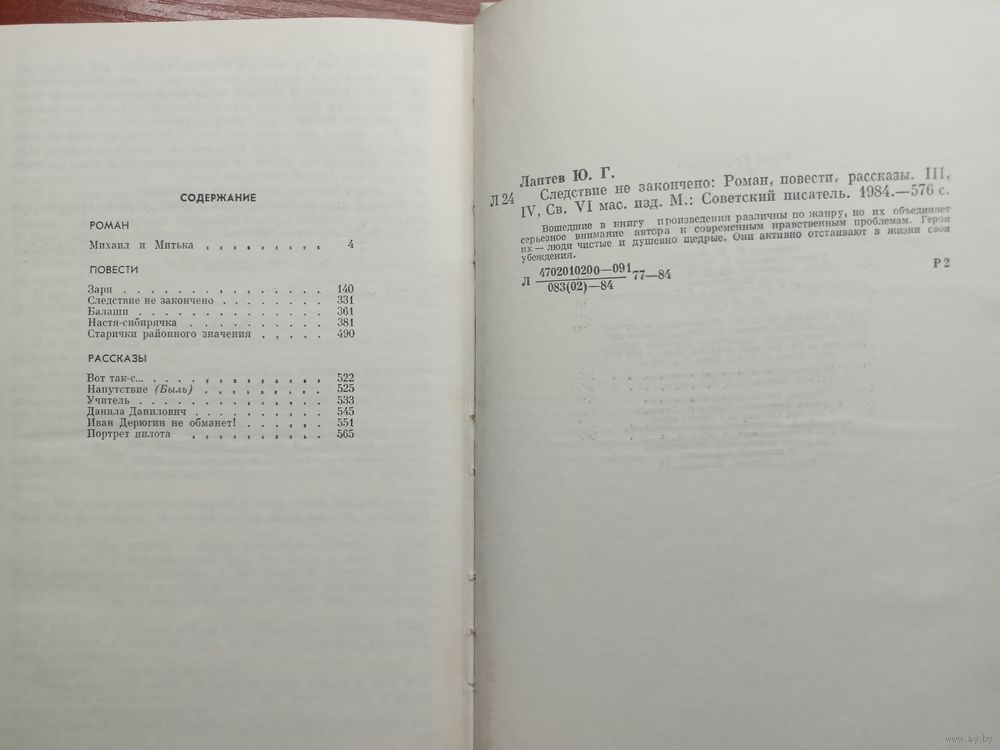 СОДЕРЖАНИЕ
РОМАН
Михаил и Митька , , , , , , , , , 4
ПОВЕСТИ
Заря . . . . . . . . . . . . . . 140
Следствие не закончено . . . . . . . . 331
Балаши . . . . . . . . . . . . . . 361
Настя-сибирячка . . . . . . . . . . 381
Старички районного значения . . . . . 490
РАССКАЗЫ
Вот так-с... . . . . . . . . . . . . 522
Напутствие (Быль) . . . . . . . . . 525
Учитель . . . . . . . . . . . . . . 533
Данила Данилович . . . . . . . . . . 545
Иван Дерюгин не обманет! . . . . . . 551
Портрет пилота . . . . . . . . . . 565
Лаптев Ю. Г.
Л 24 Следствие не закончено: Роман, повести, рассказы. III,
IV, Св. VI мас. изд. М.: Советский писатель. 1984.—576 с.
Вошедшие в книгу произведения различны по жанру, но их объединяет
серьезное внимание автора к современным нравственным проблемам. Герои
их — люди чистые и душевно щедрые, Они активно отстаивают в жизни свои
убеждения.
Л 4702010200—091 77—84 Р 2
083(02)—84
www.ay.by